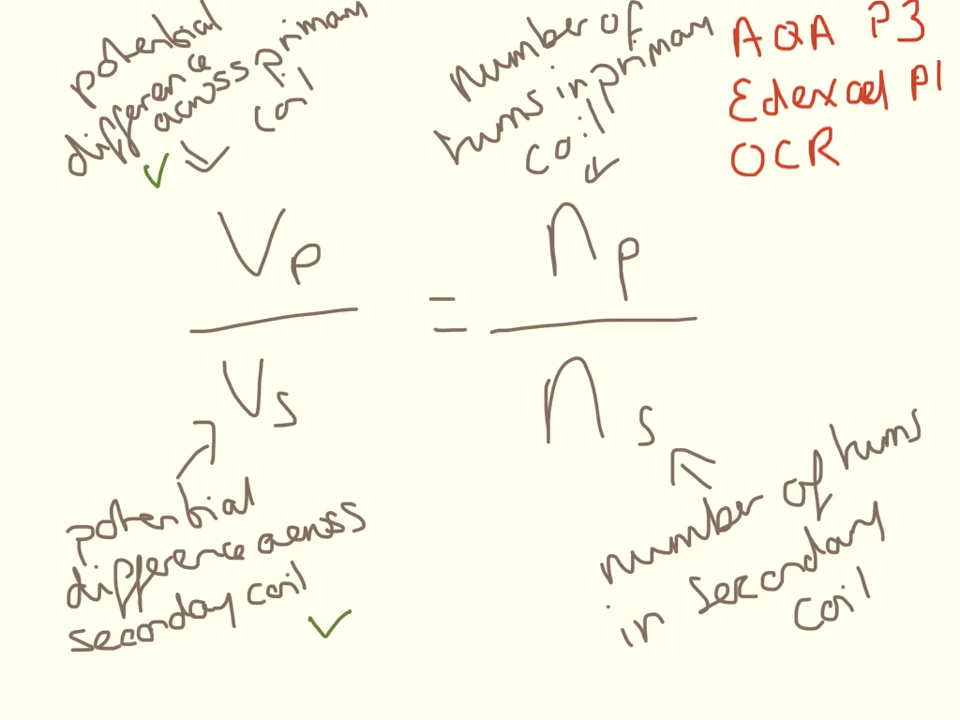 potential
difference
across primary
coil
number of
turns in primary
coil
AQA P3
Edexcel P1
OCR
Vp
Vs
=
np
ns
potential
difference across
seconday coil
number of turns
in secondary
coil